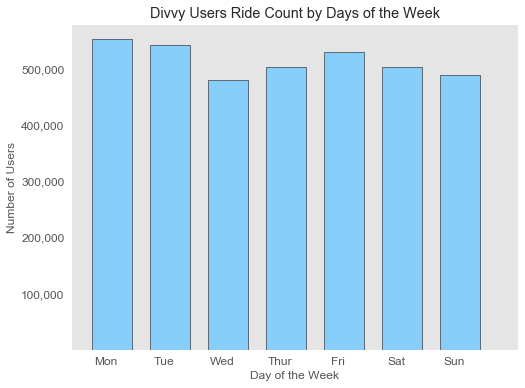 Divvy Users Ride Count by Days of the Week
Number of Users
500,000
400,000
300,000
200,000
100,000
Mon Tue Wed Thur Fri Sat Sun
Day of the Week